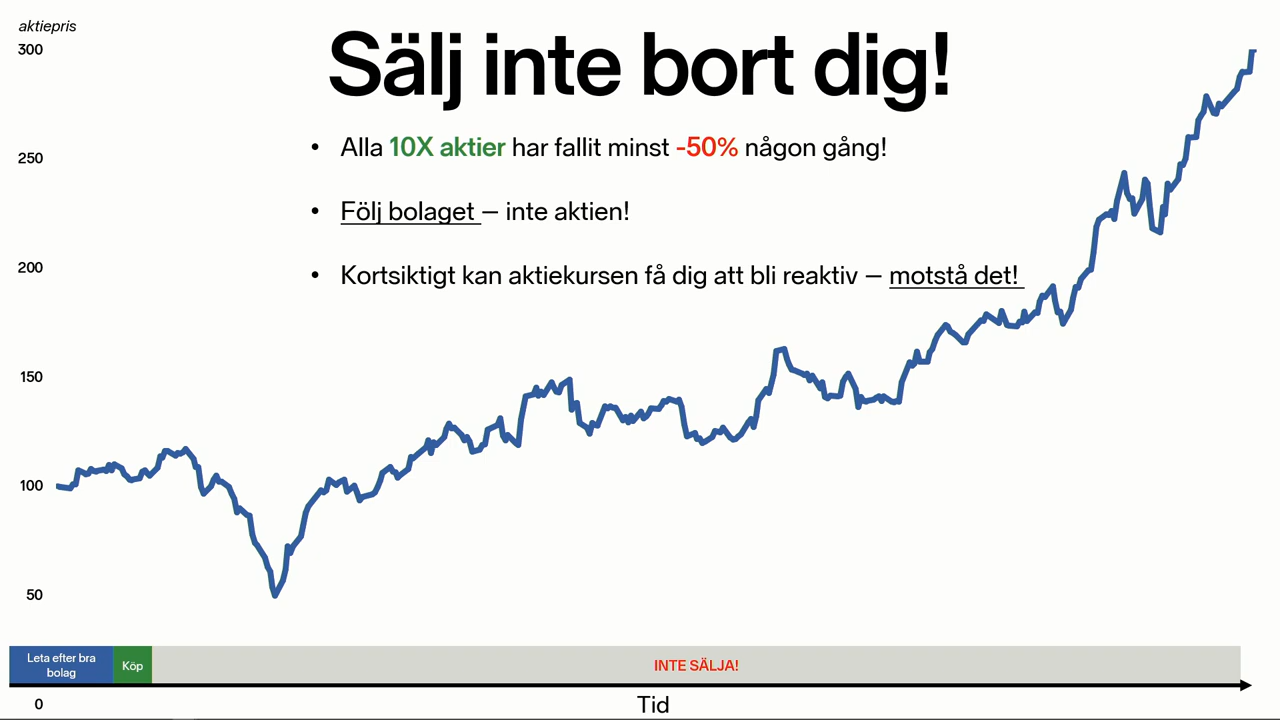 aktiepris
Sälj inte bort dig!
• Alla 10X aktier har fallit minst -50% någon gång!
• Följ bolaget – inte aktien!
• Kortsiktigt kan aktiekursen få dig att bli reaktiv – motstå det!
300
250
200
150
100
50
0
Leta efter bra
bolag
Köp
INTE SÄLJA!
Tid